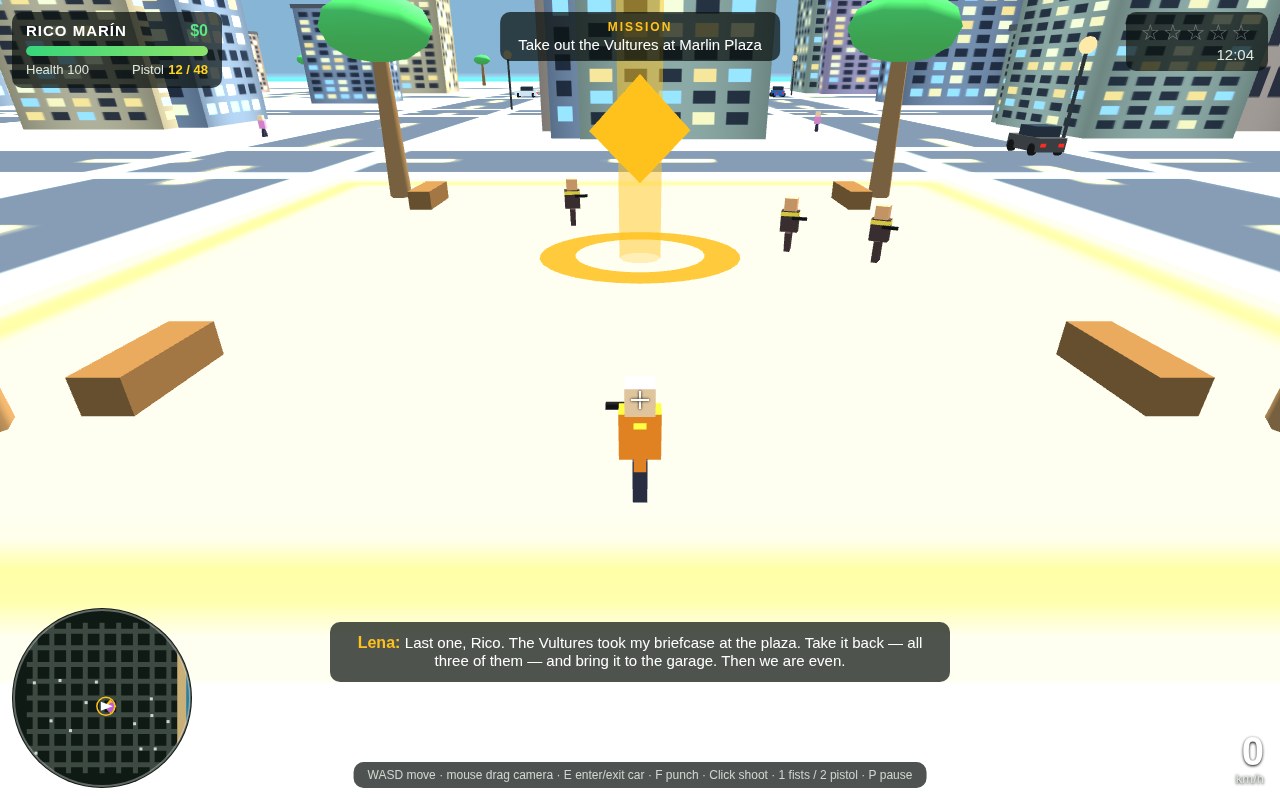 RICO MARÍN $0
Health 100 Pistol 12 / 48
MISSION
Take out the Vultures at Marlin Plaza
☆☆☆☆☆
12:04
Lena: Last one, Rico. The Vultures took my briefcase at the plaza. Take it back — all
three of them — and bring it to the garage. Then we are even.
WASD move · mouse drag camera · E enter/exit car · F punch · Click shoot · 1 fists / 2 pistol · P pause
0
km/h